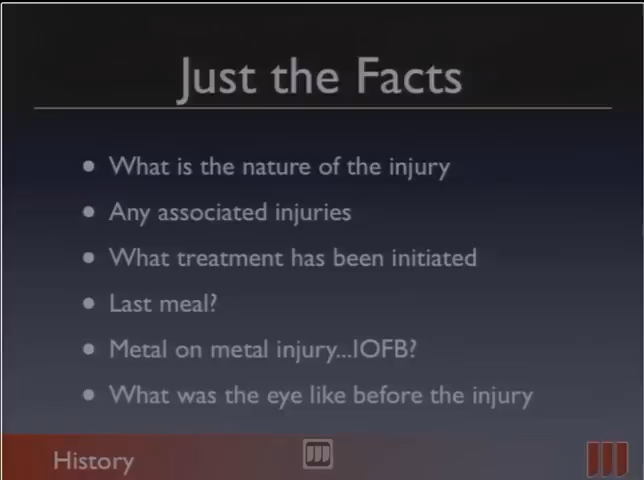 Just the Facts
What is the nature of the injury
Any associated injuries
What treatment has been initiated
Last meal?
Metal on metal injury...IOFB?
What was the eye like before the injury
History